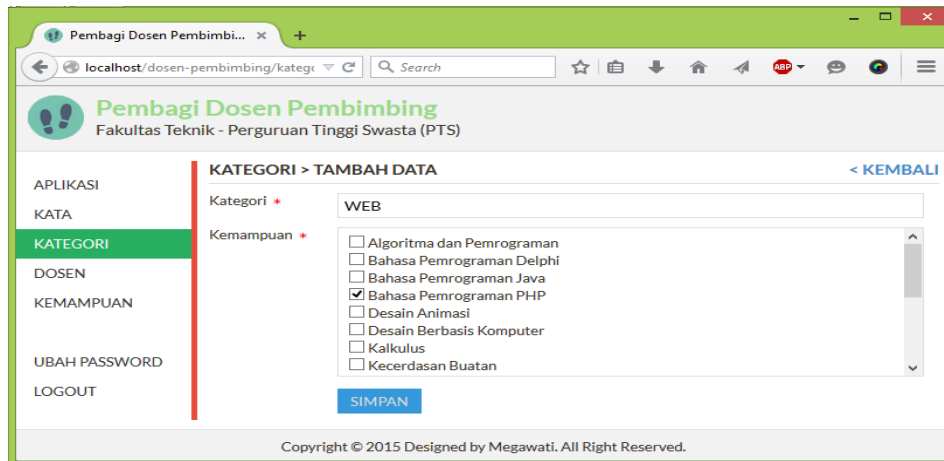 Pembagi Dosen Pembimbi...
localhost/dosen-pembimbing/kateg
Search
ABP
Pembagi Dosen Pembimbing
Fakultas Teknik - Perguruan Tinggi Swasta (PTS)
APLIKASI
KATA
KATEGORI
DOSEN
KEMAMPUAN
UBAH PASSWORD
LOGOUT
KATEGORI > TAMBAH DATA
< KEMBALI
Kategori *
WEB
Kemampuan *
Algoritma dan Pemrograman
Bahasa Pemrograman Delphi
Bahasa Pemrograman Java
Bahasa Pemrograman PHP
Desain Animasi
Desain Berbasis Komputer
Kalkulus
Kecerdasan Buatan
SIMPAN
Copyright © 2015 Designed by Megawati. All Right Reserved.